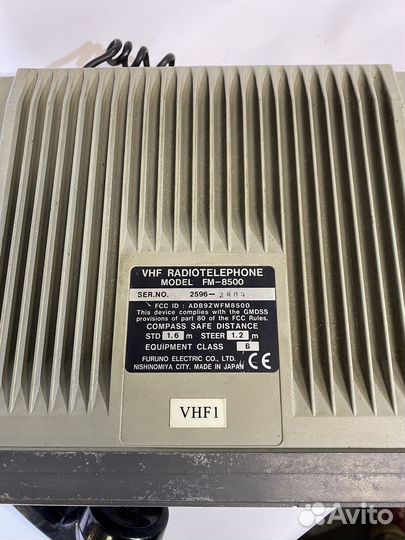 VHF RADIOTELEPHONE
MODEL FM-8500
SER.NO. 2596-
FCC ID : ADB9ZWFM8500
This device complies with the GMDSS
provisions of part 80 of the FCC Rules.
COMPASS SAFE DISTANCE
STD 1.6 m STEER 1.2 m
EQUIPMENT CLASS B
FURUNO ELECTRIC CO., LTD.
NISHINOMIYA CITY. MADE IN JAPAN CE
VHF1
Avito